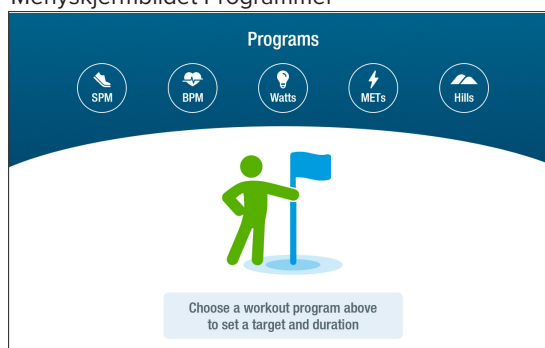 Menyskjermbildet Programmer
Programs
SPM
BPM
Watts
METs
Hills
Choose a workout program above
to set a target and duration